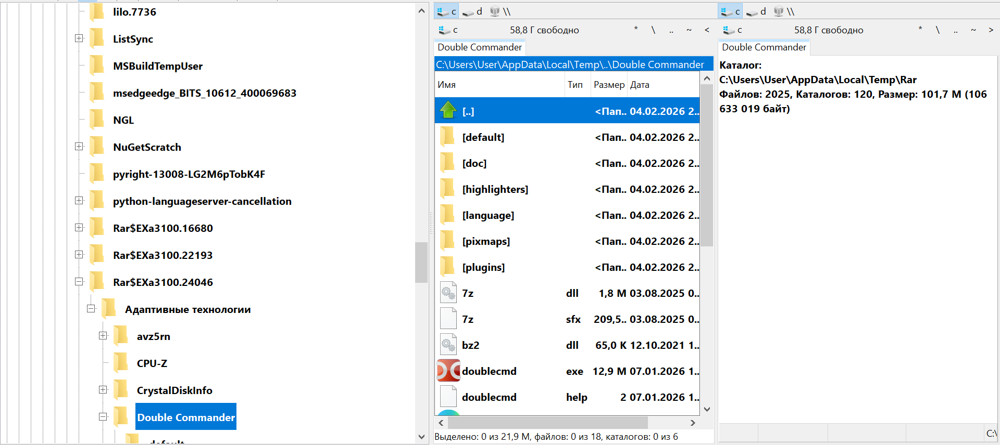 lilo.7736
ListSync
MSBuildTempUser
msedgeedge_BITS_10612_400069683
NGL
NuGetScratch
pyright-13008-LG2M6pTobK4F
python-languageserver-cancellation
Rar$EXa3100.16680
Rar$EXa3100.22193
Rar$EXa3100.24046
Адаптивные технологии
avz5rn
CPU-Z
CrystalDiskInfo
Double Commander
default
c d \\
c 58,8 Г свободно * \ .. ~ <
Double Commander
C:\Users\User\AppData\Local\Temp\..\Double Commander
Имя Тип Размер Дата
[..] <Пап.. 04.02.2026 2..
[default] <Пап.. 04.02.2026 2..
[doc] <Пап.. 04.02.2026 2..
[highlighters] <Пап.. 04.02.2026 2..
[language] <Пап.. 04.02.2026 2..
[pixmaps] <Пап.. 04.02.2026 2..
[plugins] <Пап.. 04.02.2026 2..
7z dll 1,8 M 03.08.2025 0..
7z sfx 209,5.. 03.08.2025 0..
bz2 dll 65,0 K 12.10.2021 1..
doublecmd exe 12,9 M 07.01.2026 1..
doublecmd help 2 07.01.2026 1..
Выделено: 0 из 21,9 М, файлов: 0 из 18, каталогов: 0 из 6
c d \\
c 58,8 Г свободно * \ .. ~ >
Double Commander
Каталог:
C:\Users\User\AppData\Local\Temp\Rar
Файлов: 2025, Каталогов: 120, Размер: 101,7 М (106
633 019 байт)
C:\